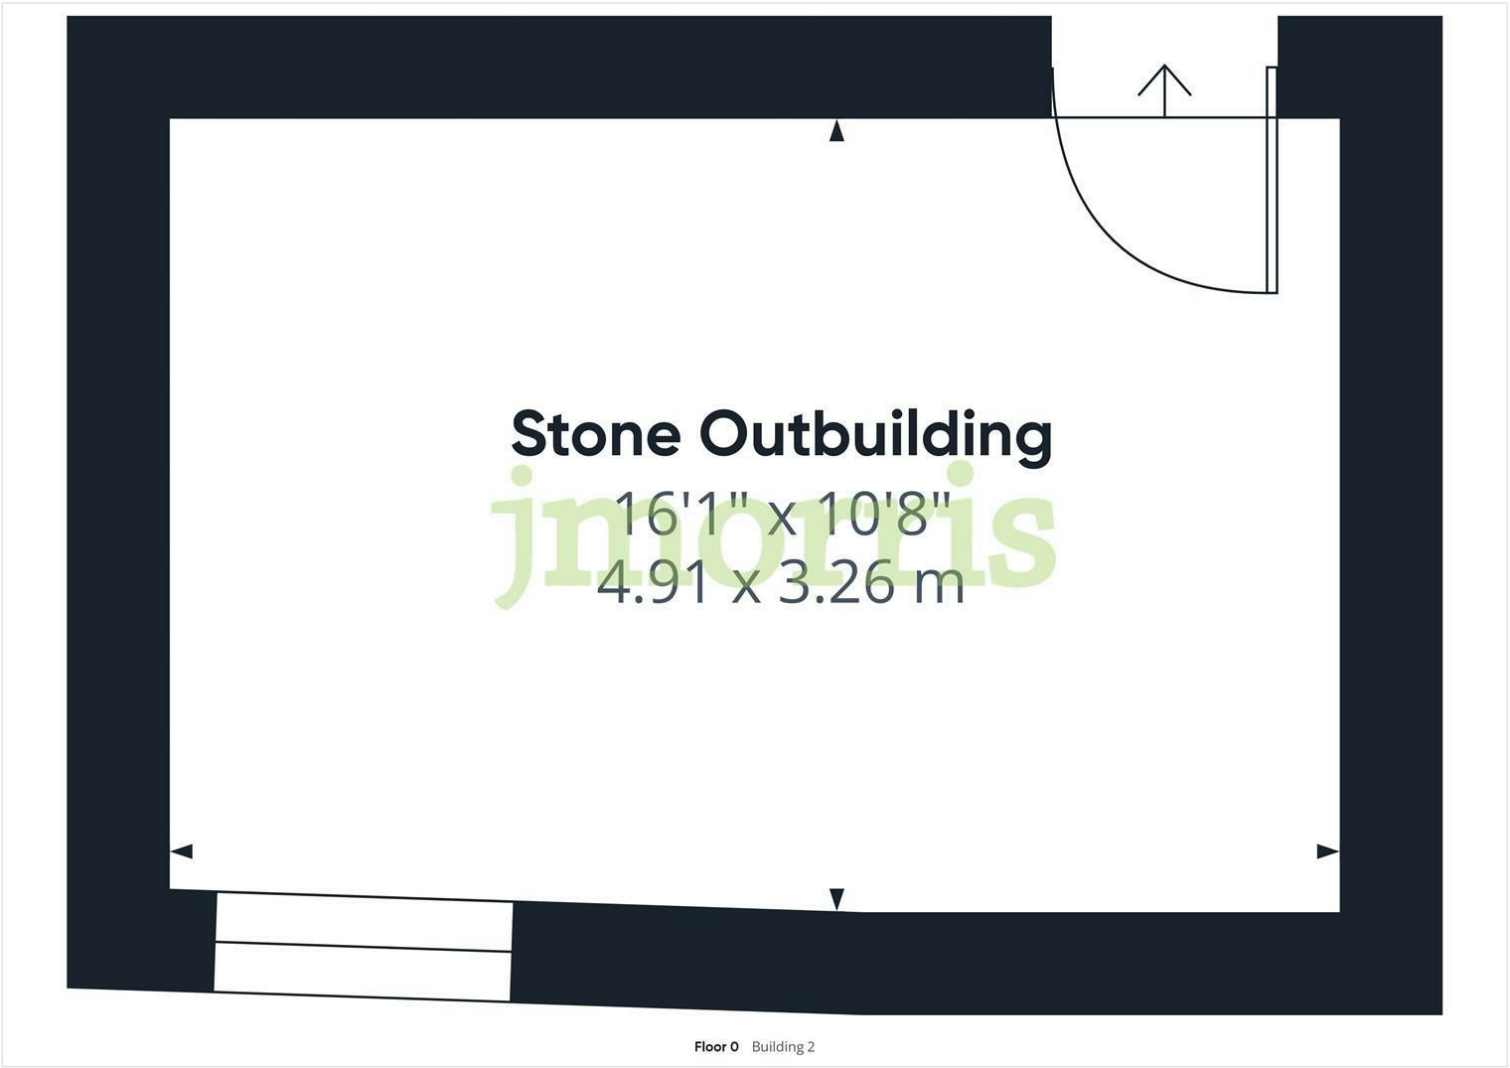 Stone Outbuilding
jmorris
16'1" x 10'8"
4.91 x 3.26 m
Floor 0 Building 2